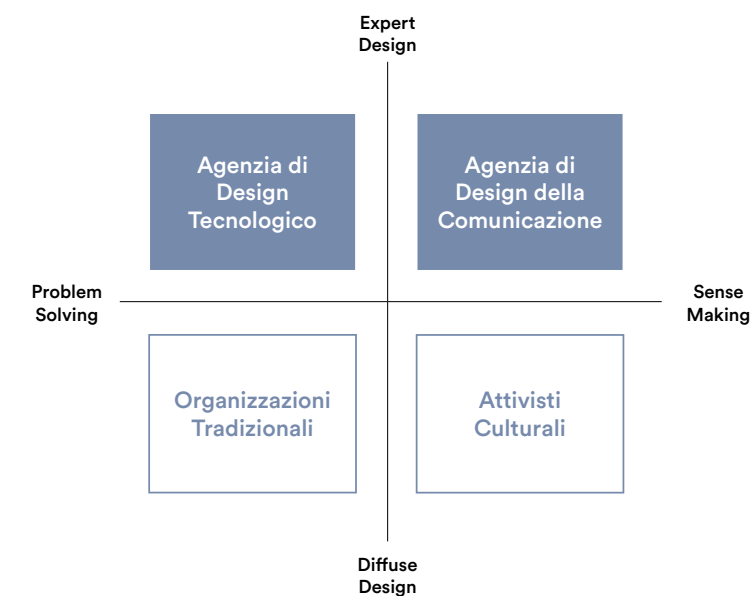 Expert
Design
Agenzia di
Design
Tecnologico
Agenzia di
Design della
Comunicazione
Problem
Solving
Sense
Making
Organizzazioni
Tradizionali
Attivisti
Culturali
Diffuse
Design